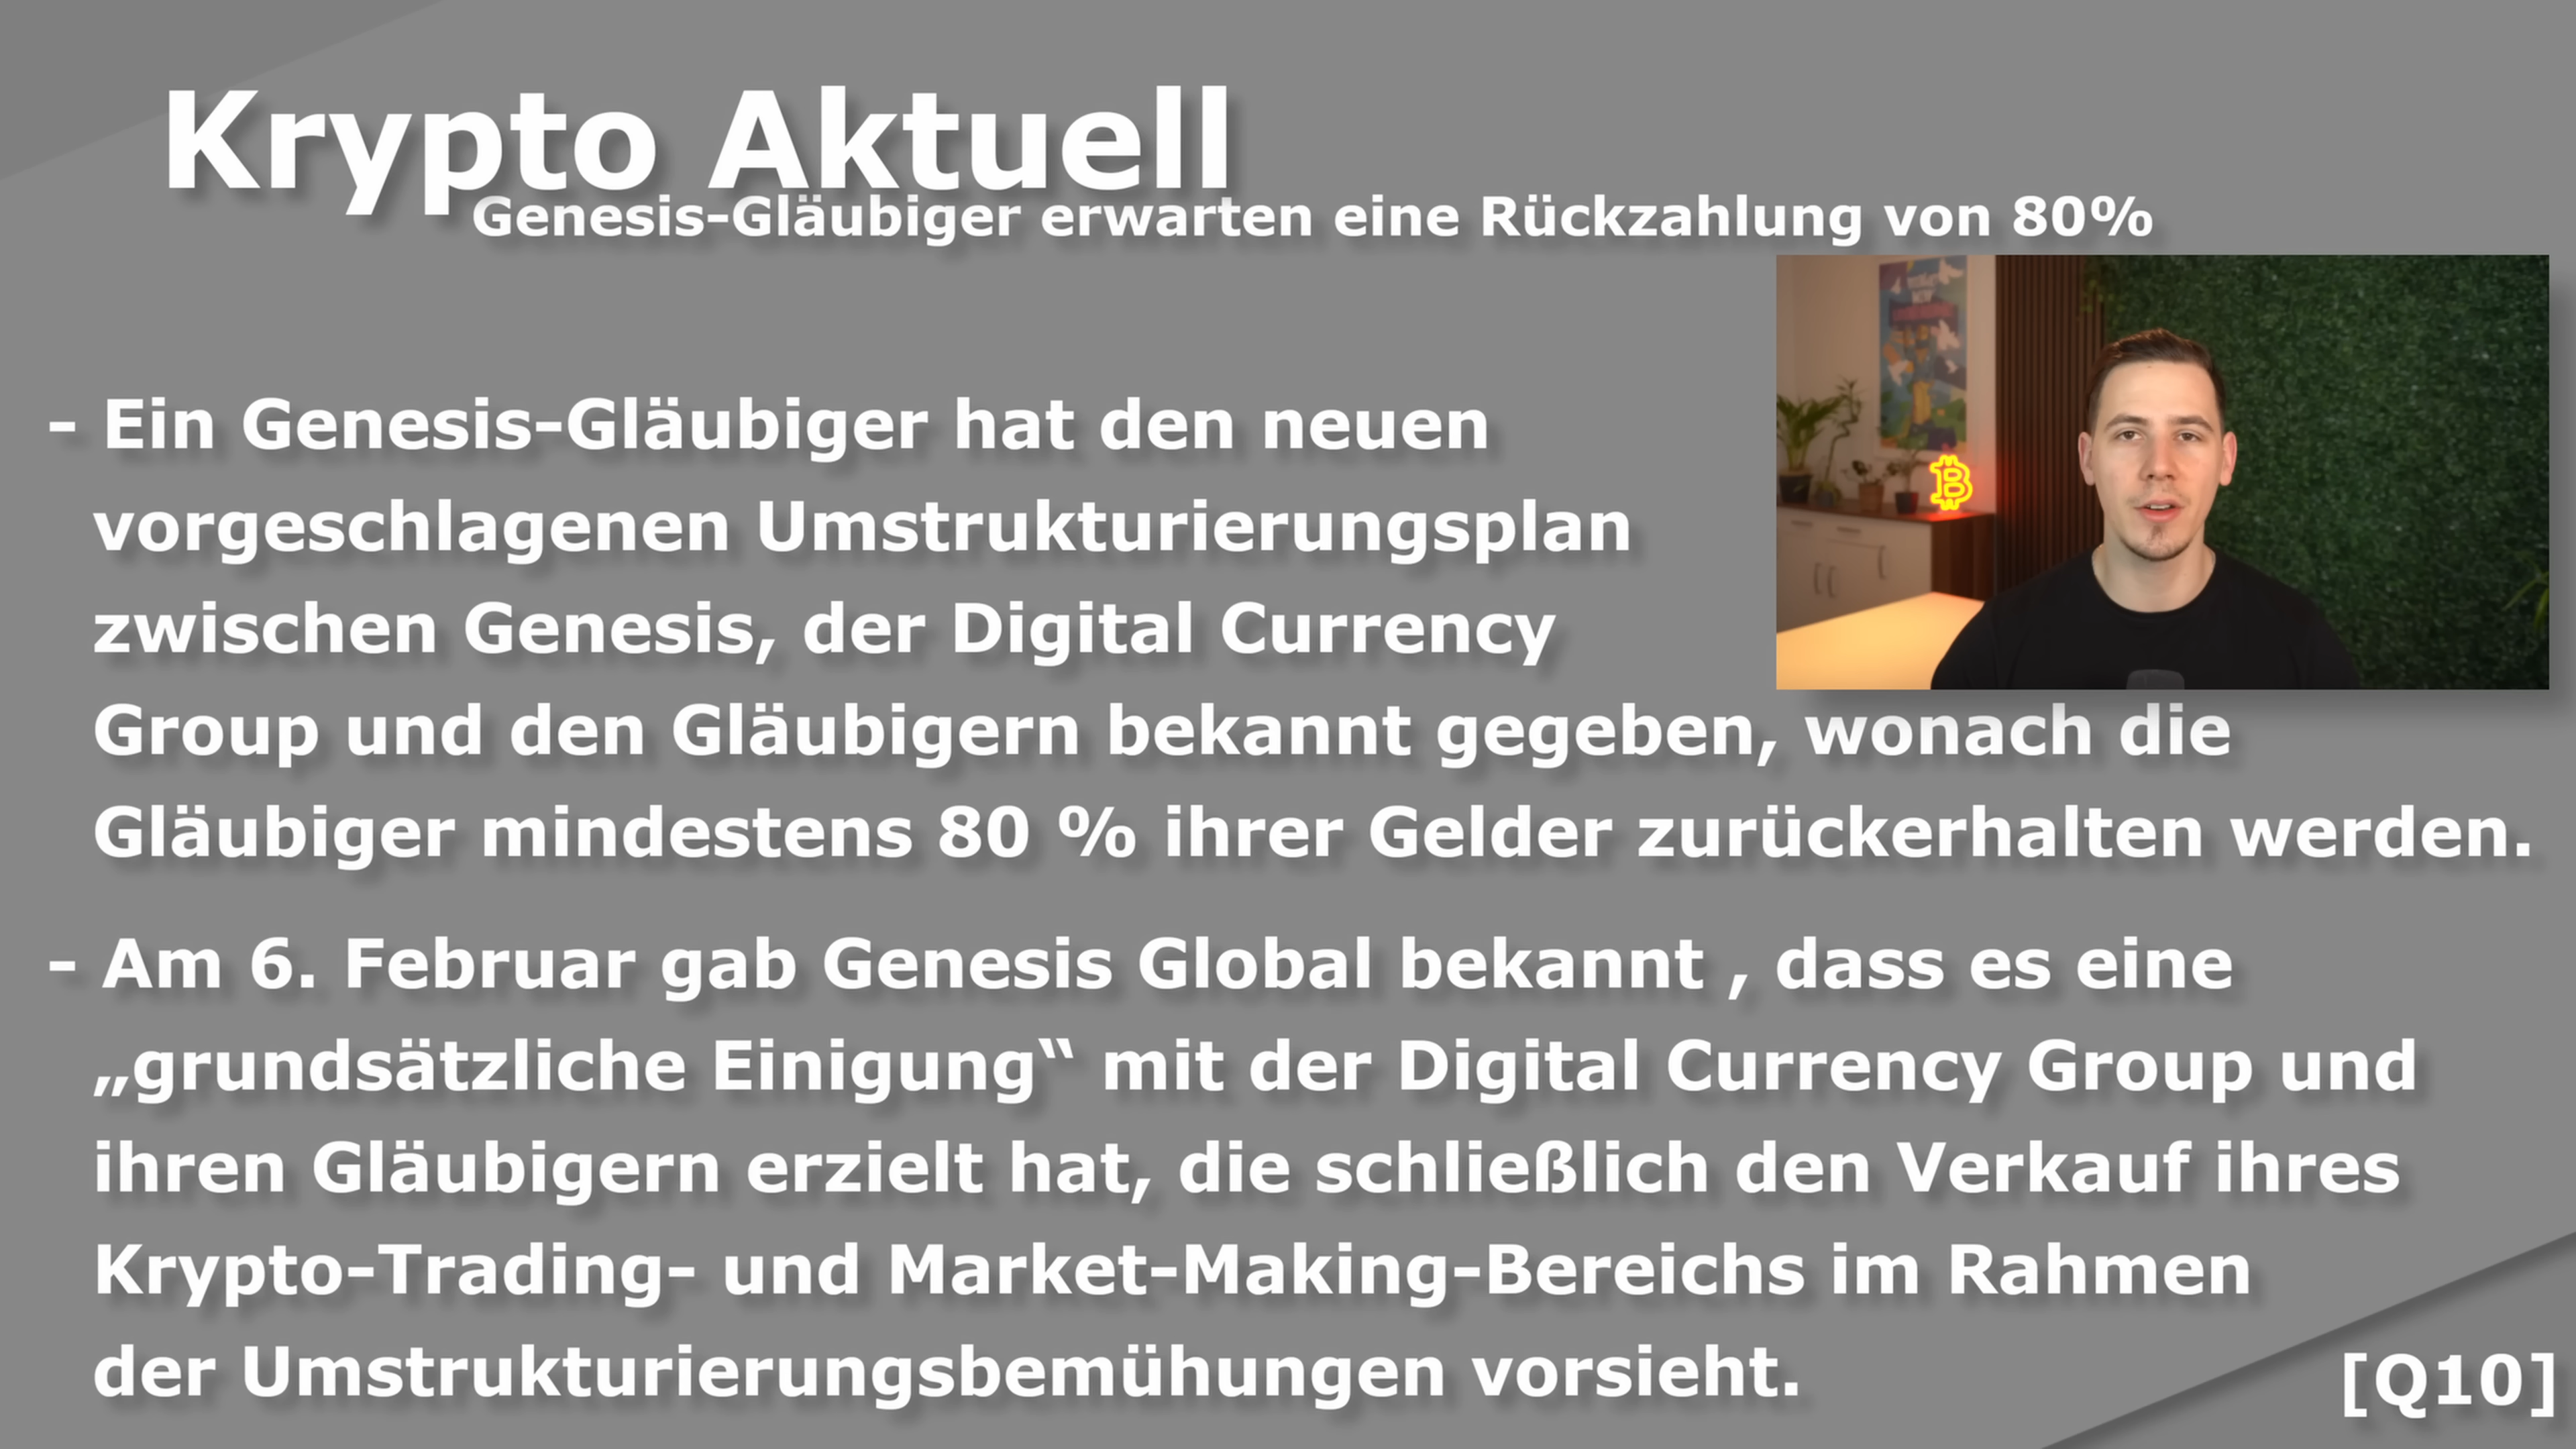 Krypto Aktuell
Genesis-Gläubiger erwarten eine Rückzahlung von 80%
- Ein Genesis-Gläubiger hat den neuen
vorgeschlagenen Umstrukturierungsplan
zwischen Genesis, der Digital Currency
Group und den Gläubigern bekannt gegeben, wonach die
Gläubiger mindestens 80 % ihrer Gelder zurückerhalten werden.
- Am 6. Februar gab Genesis Global bekannt , dass es eine
„grundsätzliche Einigung“ mit der Digital Currency Group und
ihren Gläubigern erzielt hat, die schließlich den Verkauf ihres
Krypto-Trading- und Market-Making-Bereichs im Rahmen
der Umstrukturierungsbemühungen vorsieht.
[Q10]